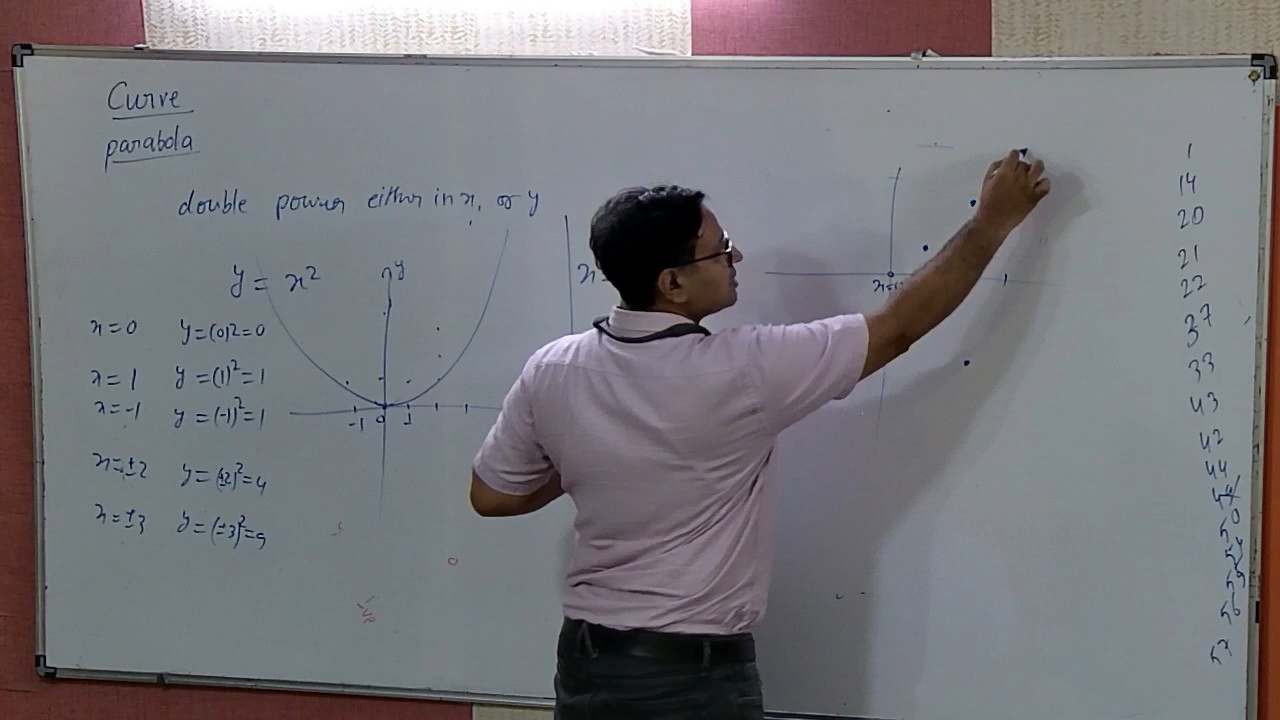 Curve
parabola
double power either in x, or y
y = x²
y
x=0 y=(0)2=0
x=1 y=(1)²=1
x=-1 y=(-1)²=1
x=±2 y=(±2)²=4
x=±3 y=(±3)²=9
-1 0 1
x=
1
14
20
21
22
37
33
43
42
44
50
56
57